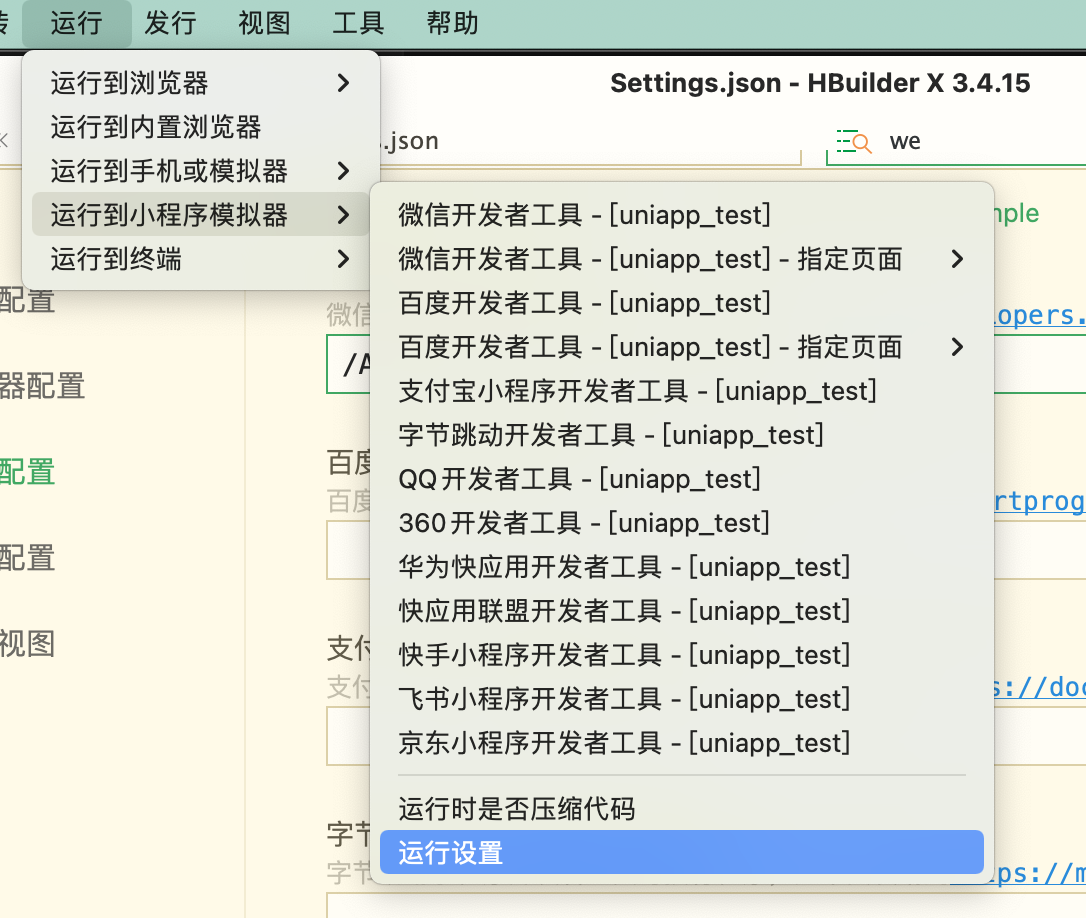 运行 发行 视图 工具 帮助
Settings.json - HBuilder X 3.4.15
.json
we
运行到浏览器
运行到内置浏览器
运行到手机或模拟器
运行到小程序模拟器
运行到终端
微信开发者工具 - [uniapp_test]
微信开发者工具 - [uniapp_test] - 指定页面
百度开发者工具 - [uniapp_test]
百度开发者工具 - [uniapp_test] - 指定页面
支付宝小程序开发者工具 - [uniapp_test]
字节跳动开发者工具 - [uniapp_test]
QQ开发者工具 - [uniapp_test]
360开发者工具 - [uniapp_test]
华为快应用开发者工具 - [uniapp_test]
快应用联盟开发者工具 - [uniapp_test]
快手小程序开发者工具 - [uniapp_test]
飞书小程序开发者工具 - [uniapp_test]
京东小程序开发者工具 - [uniapp_test]
运行时是否压缩代码
运行设置
配置
器配置
配置
配置
视图
微信
/A
百度
百度
支付
支付
字节
字节
mple
lopers.
rtprog
s://doc
ps://m